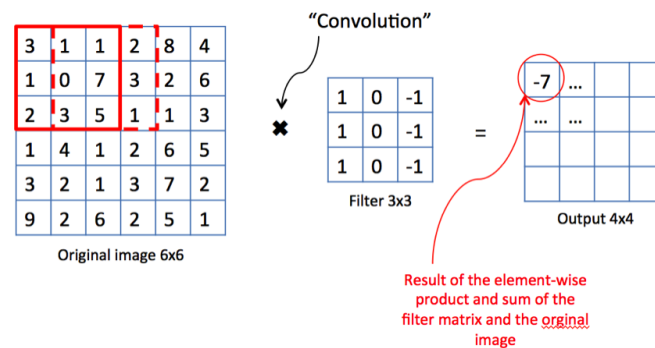 “Convolution”
3 1 1 2 8 4
1 0 7 3 2 6
2 3 5 1 1 3
1 4 1 2 6 5
3 2 1 3 7 2
9 2 6 2 5 1
Original image 6x6
✖
1 0 -1
1 0 -1
1 0 -1
Filter 3x3
=
-7 ...
... ...
Output 4x4
Result of the element-wise
product and sum of the
filter matrix and the orginal
image